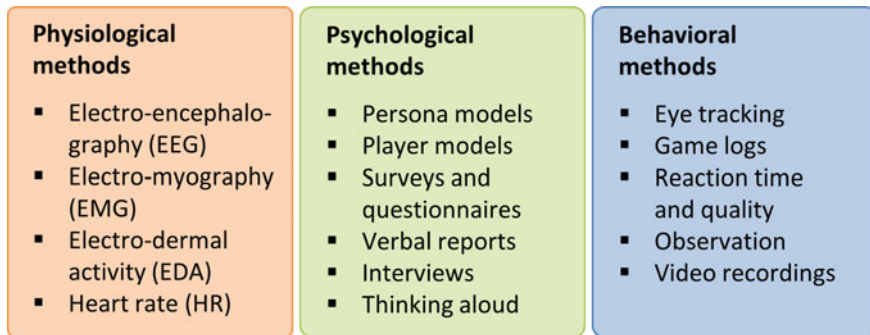 Physiological
methods
▪ Electro-encephalo-
graphy (EEG)
▪ Electro-myography
(EMG)
▪ Electro-dermal
activity (EDA)
▪ Heart rate (HR)
Psychological
methods
▪ Persona models
▪ Player models
▪ Surveys and
questionnaires
▪ Verbal reports
▪ Interviews
▪ Thinking aloud
Behavioral
methods
▪ Eye tracking
▪ Game logs
▪ Reaction time
and quality
▪ Observation
▪ Video recordings